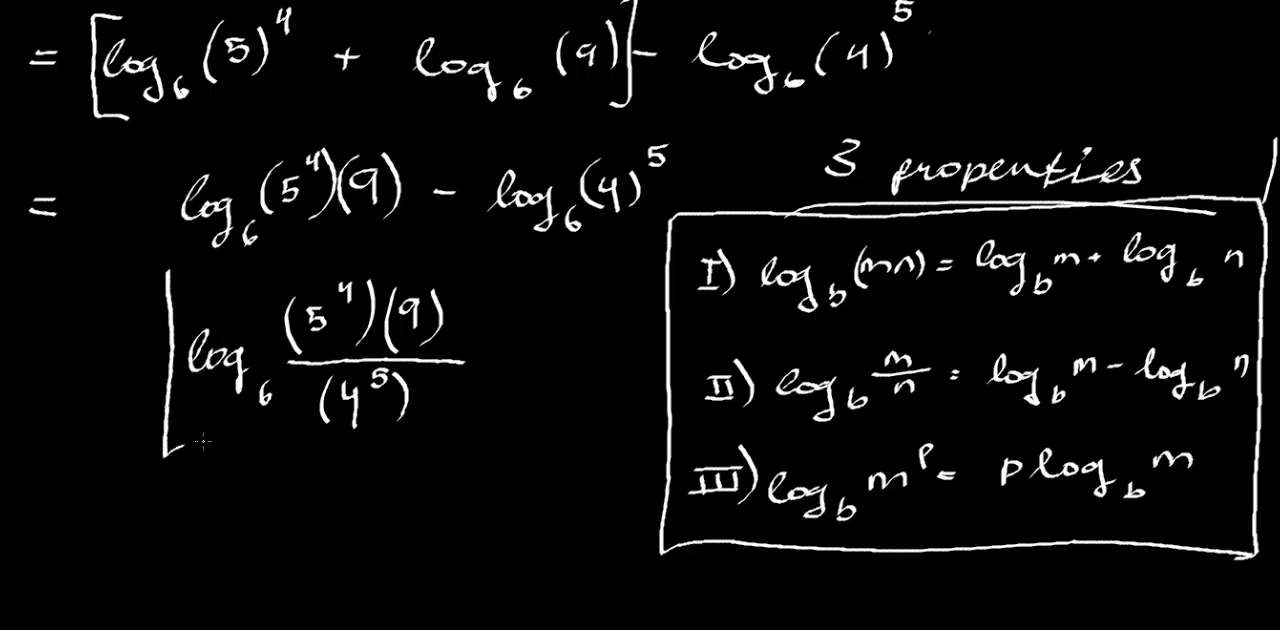 = [log₆(5)⁴ + log₆(9)] - log₆(4)⁵
= log₆(5⁴)(9) - log₆(4)⁵
log₆ (5⁴)(9)
(4⁵)
3 properties
I) log_b(mn) = log_b m + log_b n
II) log_b m/n = log_b m - log_b n
III) log_b m^p = p log_b m